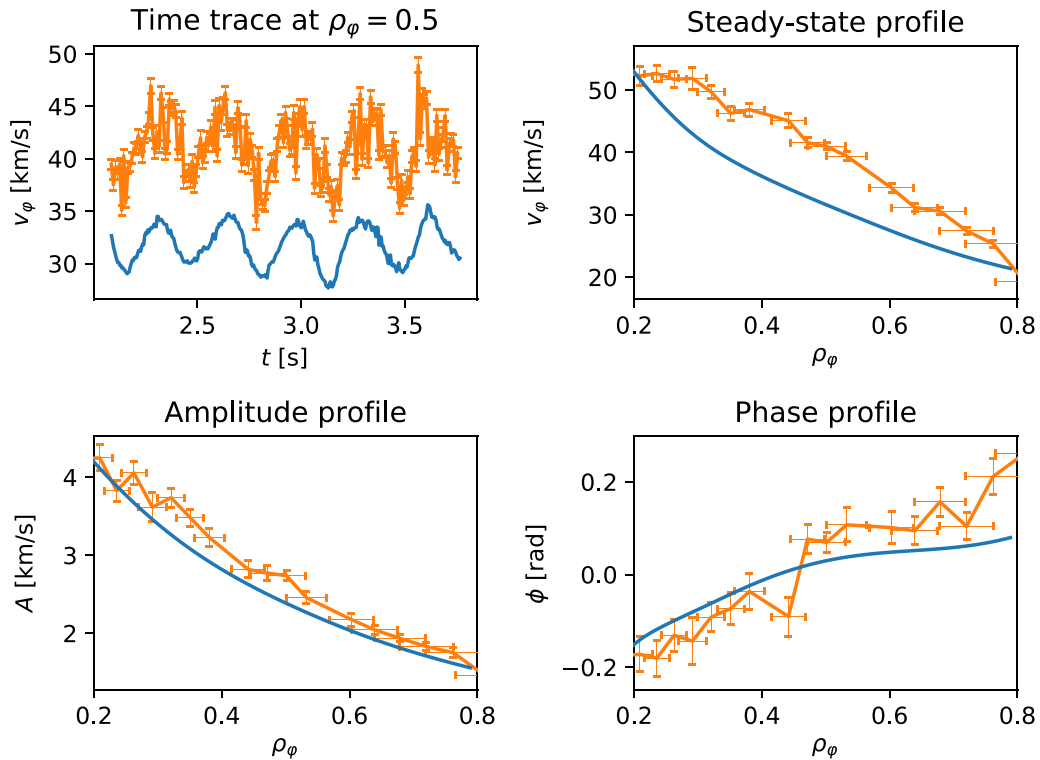 Time trace at ρφ = 0.5
50
45
40
35
30
vφ [km/s]
2.5
3.0
3.5
t [s]
Steady-state profile
50
40
30
20
vφ [km/s]
0.2
0.4
0.6
0.8
ρφ
Amplitude profile
4
3
2
A [km/s]
0.2
0.4
0.6
0.8
ρφ
Phase profile
0.2
0.0
−0.2
ϕ [rad]
0.2
0.4
0.6
0.8
ρφ